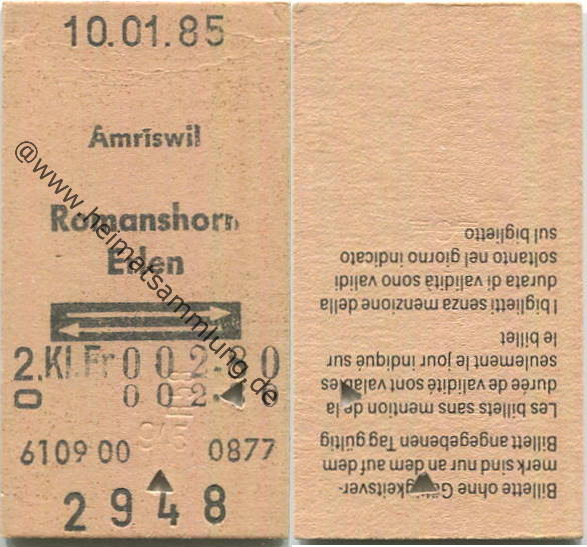 10.01.85
Amriswil
Romanshorn
Erlen
2.Kl.Fr 002.80
0 002.80
6109 00 0877
2948
@www.heimatsammlung.de
Billette ohne Gültigkeitsver-
merk sind nur an dem auf dem
Billett angegebenen Tag gültig
Les billets sans mention de la
durée de validité sont valables
seulement le jour indiqué sur
le billet
I biglietti senza menzione della
durata di validità sono validi
soltanto nel giorno indicato
sul biglietto